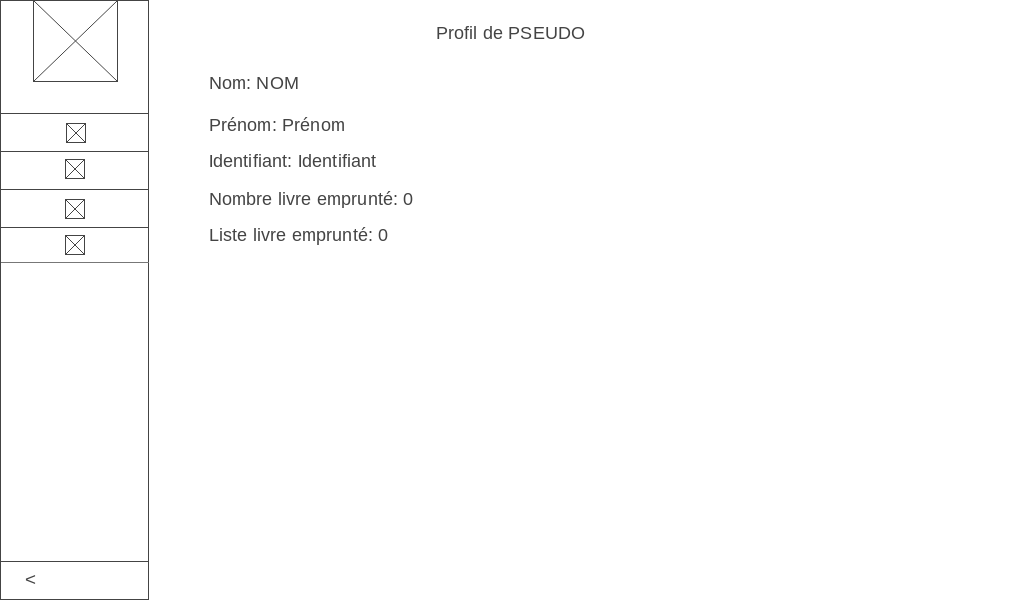 Profil de PSEUDO
Nom: NOM
Prénom: Prénom
Identifiant: Identifiant
Nombre livre emprunté: 0
Liste livre emprunté: 0
<